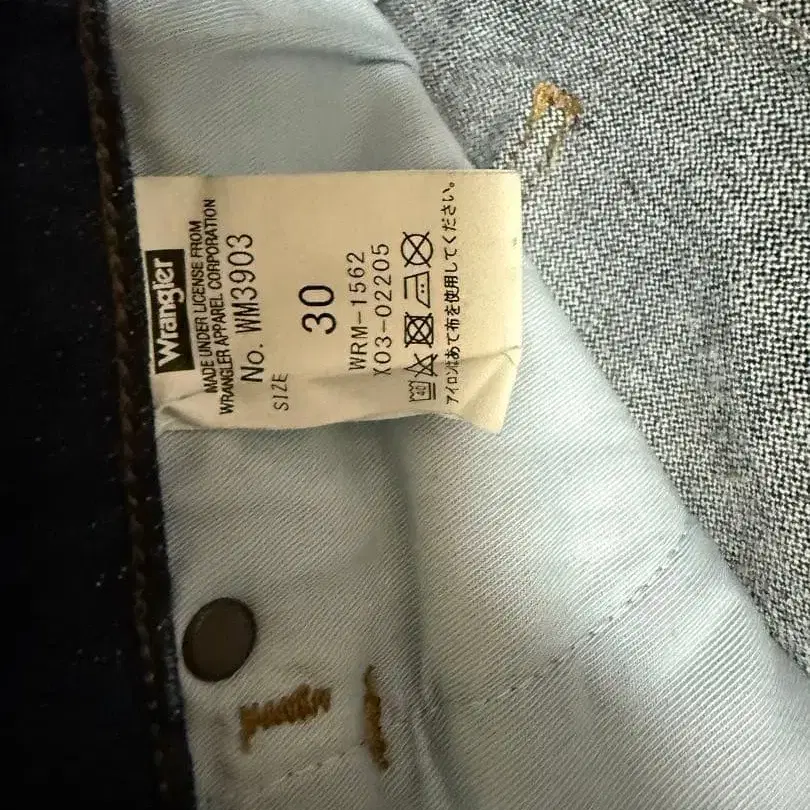 Wrangler
MADE UNDER LICENSE FROM
WRANGLER APPAREL CORPORATION
No. WM3903
SIZE
30
WRM-1562
X03-02205
40
アイロンはあて布を使用してください。